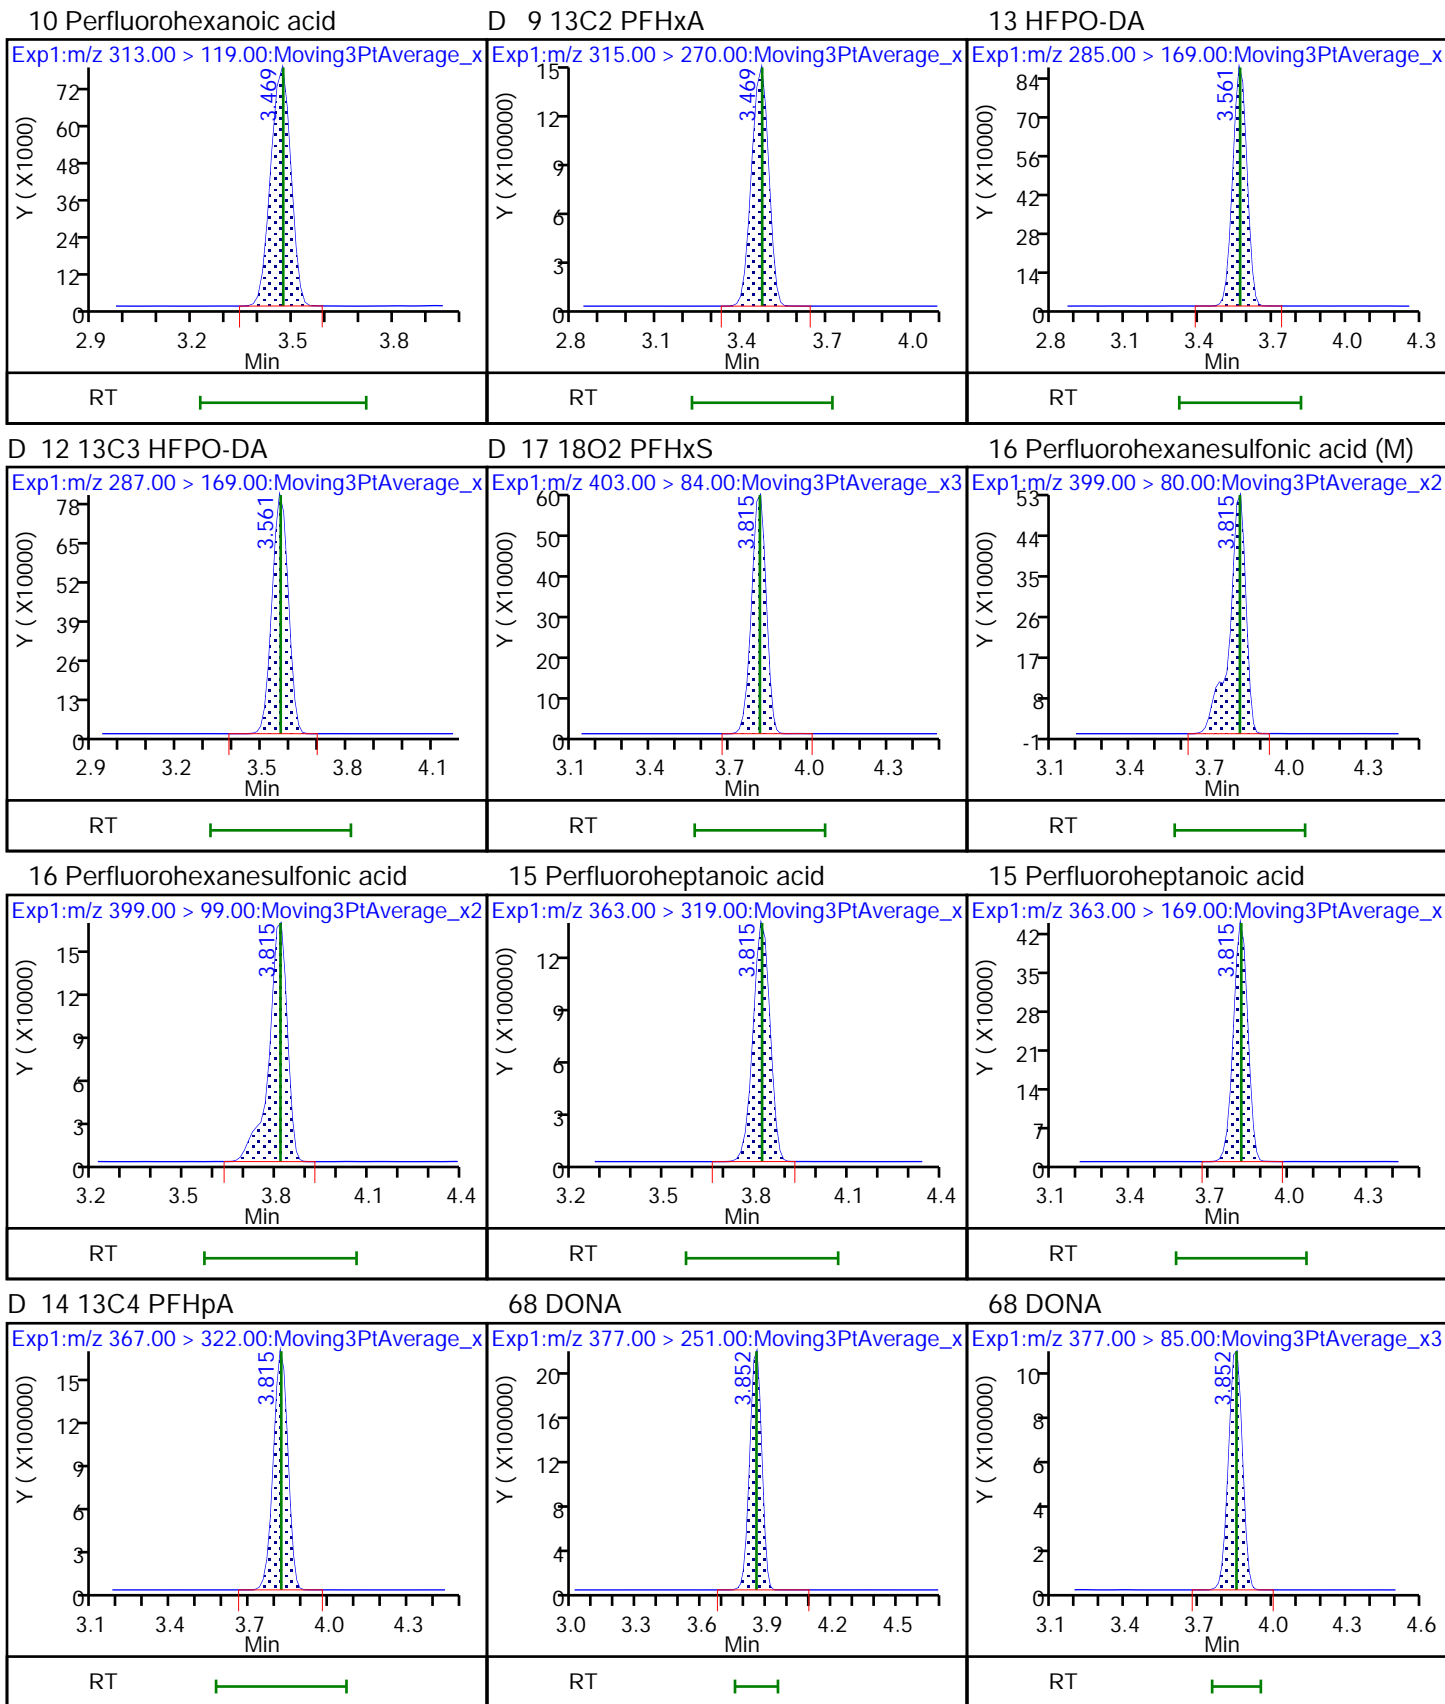 10 Perfluorohexanoic acid
Exp1:m/z 313.00 > 119.00:Moving3PtAverage_x
3.469
Y ( X10000)
72
60
48
36
24
12
0
2.9 3.2 3.5 3.8
Min
RT
D 9 13C2 PFHxA
Exp1:m/z 315.00 > 270.00:Moving3PtAverage_x
3.469
Y ( X100000)
15
12
9
6
3
0
2.8 3.1 3.4 3.7 4.0
Min
RT
13 HFPO-DA
Exp1:m/z 285.00 > 169.00:Moving3PtAverage_x
3.561
Y ( X10000)
84
70
56
42
28
14
0
2.8 3.1 3.4 3.7 4.0 4.3
Min
RT
D 12 13C3 HFPO-DA
Exp1:m/z 287.00 > 169.00:Moving3PtAverage_x
3.561
Y ( X10000)
78
65
52
39
26
13
0
2.9 3.2 3.5 3.8 4.1
Min
RT
D 17 18O2 PFHxS
Exp1:m/z 403.00 > 84.00:Moving3PtAverage_x3
3.815
Y ( X10000)
60
50
40
30
20
10
0
3.1 3.4 3.7 4.0 4.3
Min
RT
16 Perfluorohexanesulfonic acid (M)
Exp1:m/z 399.00 > 80.00:Moving3PtAverage_x2
3.815
Y ( X10000)
53
44
35
26
17
8
-1
3.1 3.4 3.7 4.0 4.3
Min
RT
16 Perfluorohexanesulfonic acid
Exp1:m/z 399.00 > 99.00:Moving3PtAverage_x2
3.815
Y ( X10000)
15
12
9
6
3
0
3.2 3.5 3.8 4.1 4.4
Min
RT
15 Perfluoroheptanoic acid
Exp1:m/z 363.00 > 319.00:Moving3PtAverage_x
3.815
Y ( X100000)
12
9
6
3
0
3.2 3.5 3.8 4.1 4.4
Min
RT
15 Perfluoroheptanoic acid
Exp1:m/z 363.00 > 169.00:Moving3PtAverage_x
3.815
Y ( X10000)
42
35
28
21
14
7
0
3.1 3.4 3.7 4.0 4.3
Min
RT
D 14 13C4 PFHpA
Exp1:m/z 367.00 > 322.00:Moving3PtAverage_x
3.815
Y ( X100000)
15
12
9
6
3
0
3.1 3.4 3.7 4.0 4.3
Min
RT
68 DONA
Exp1:m/z 377.00 > 251.00:Moving3PtAverage_x
3.852
Y ( X100000)
20
16
12
8
4
0
3.0 3.3 3.6 3.9 4.2 4.5
Min
RT
68 DONA
Exp1:m/z 377.00 > 85.00:Moving3PtAverage_x3
3.852
Y ( X100000)
10
8
6
4
2
0
3.1 3.4 3.7 4.0 4.3 4.6
Min
RT